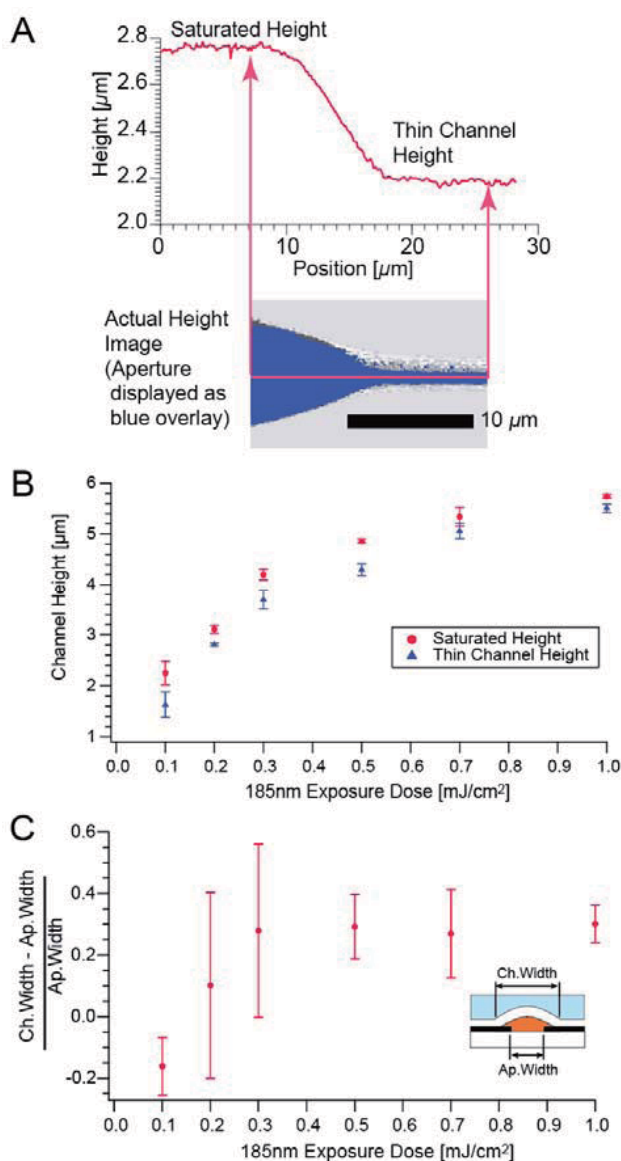 A
Saturated Height
2.8
2.6
2.4
2.2
2.0
Height [µm]
Thin Channel
Height
0 10 20 30
Position [µm]
Actual Height
Image
(Aperture
displayed as
blue overlay)
10 µm
B
6
5
4
3
2
1
Channel Height [µm]
Saturated Height
Thin Channel Height
0.0 0.1 0.2 0.3 0.4 0.5 0.6 0.7 0.8 0.9 1.0
185nm Exposure Dose [mJ/cm²]
C
0.6
0.4
0.2
0.0
-0.2
Ch.Width - Ap.Width
Ap.Width
Ch.Width
Ap.Width
0.0 0.1 0.2 0.3 0.4 0.5 0.6 0.7 0.8 0.9 1.0
185nm Exposure Dose [mJ/cm²]